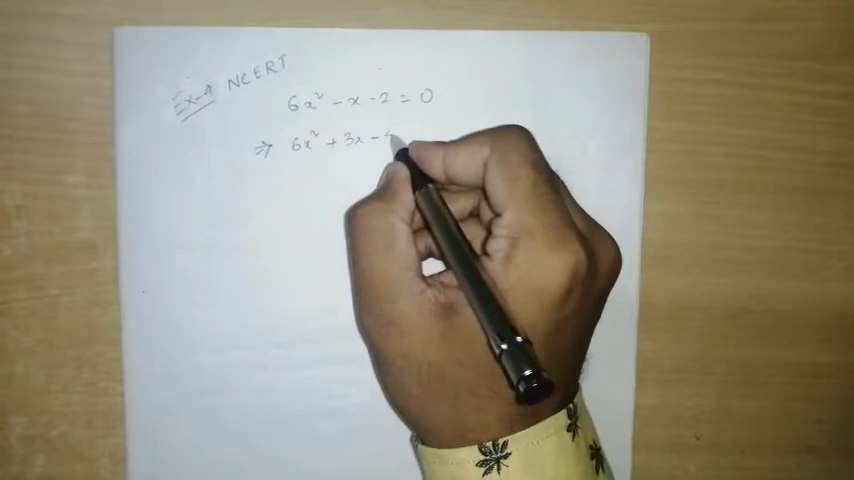 Ex-4 NCERT
6x² - x - 2 = 0
⇒ 6x² + 3x -